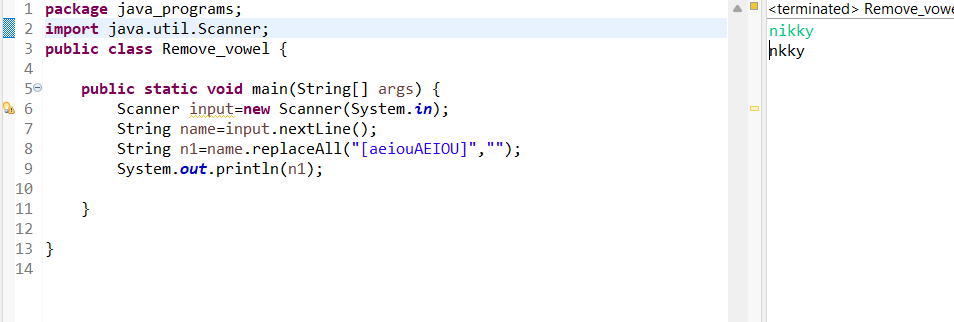 1 package java_programs;
2 import java.util.Scanner;
3 public class Remove_vowel {
4
5 public static void main(String[] args) {
6 Scanner input=new Scanner(System.in);
7 String name=input.nextLine();
8 String n1=name.replaceAll("[aeiouAEIOU]","");
9 System.out.println(n1);
10
11 }
12
13 }
14
<terminated> Remove_vowe
nikky
nkky